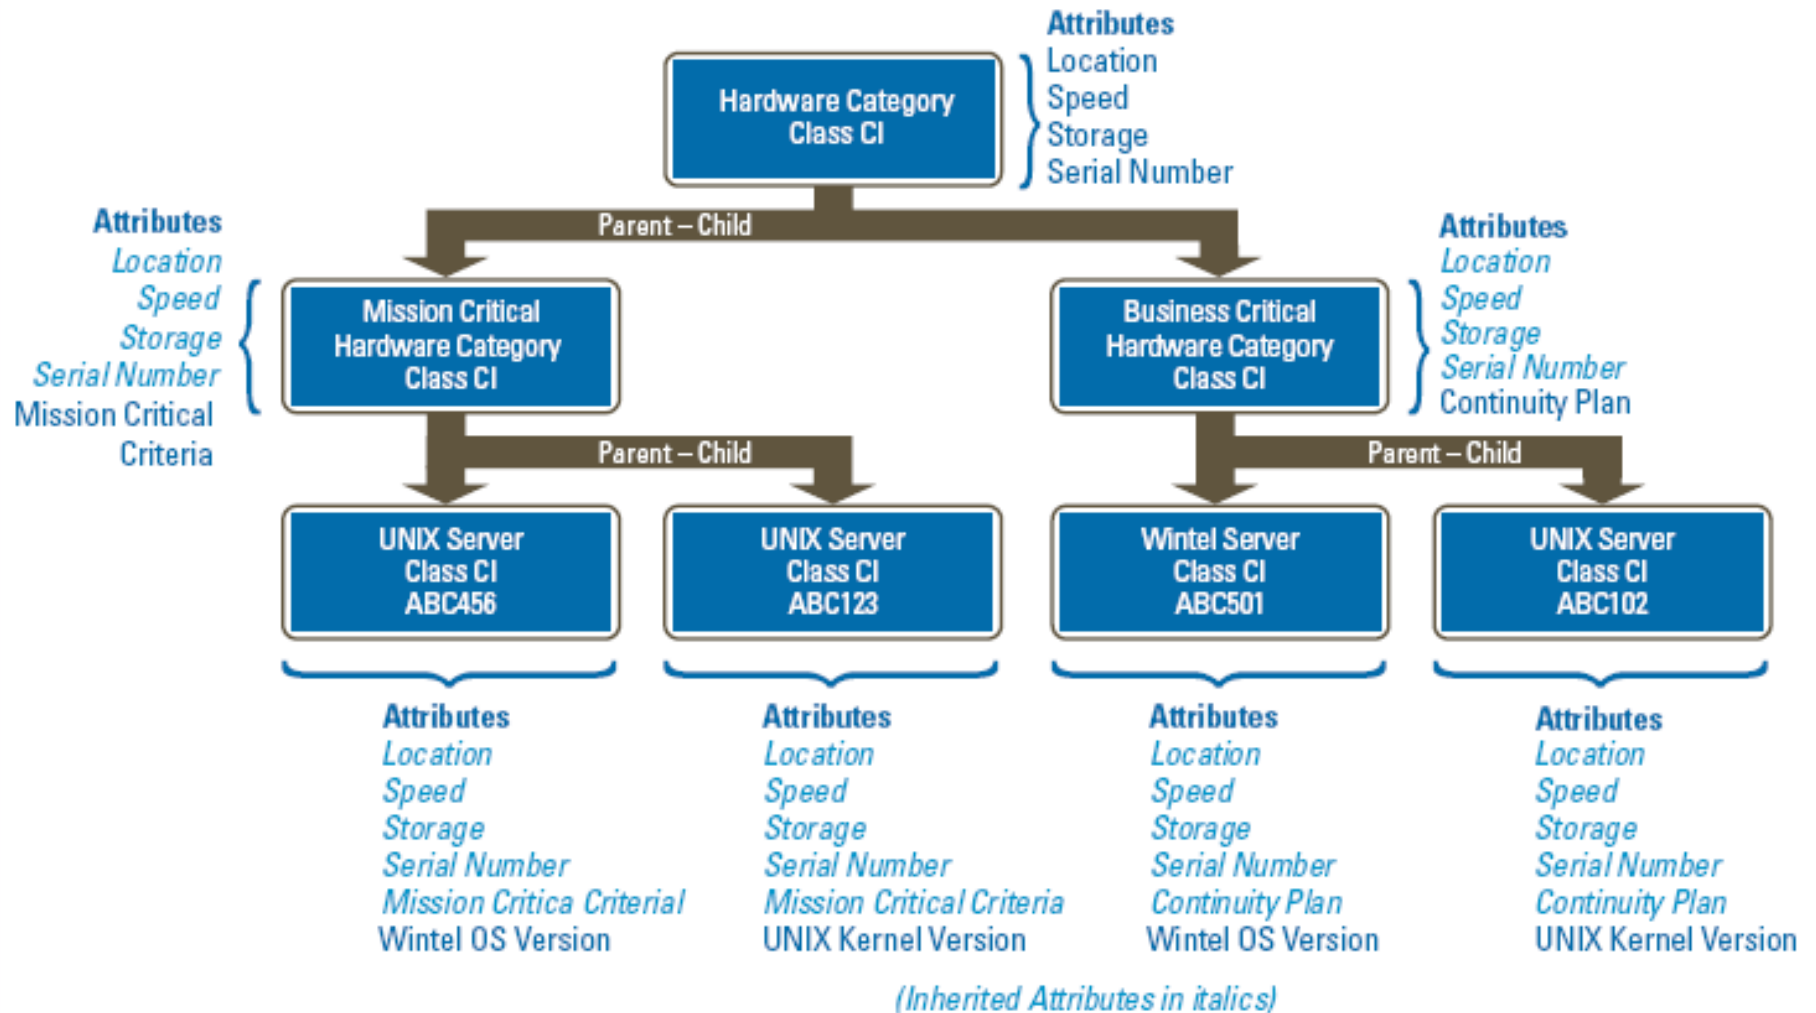 Attributes
Location
Speed
Storage
Serial Number
Hardware Category
Class CI
Parent – Child
Attributes
Location
Speed
Storage
Serial Number
Mission Critical
Criteria
Mission Critical
Hardware Category
Class CI
Business Critical
Hardware Category
Class CI
Attributes
Location
Speed
Storage
Serial Number
Continuity Plan
Parent – Child
Parent – Child
UNIX Server
Class CI
ABC456
UNIX Server
Class CI
ABC123
Wintel Server
Class CI
ABC501
UNIX Server
Class CI
ABC102
Attributes
Location
Speed
Storage
Serial Number
Mission Critica Criterial
Wintel OS Version
Attributes
Location
Speed
Storage
Serial Number
Mission Critical Criteria
UNIX Kernel Version
Attributes
Location
Speed
Storage
Serial Number
Continuity Plan
Wintel OS Version
Attributes
Location
Speed
Storage
Serial Number
Continuity Plan
UNIX Kernel Version
(Inherited Attributes in italics)